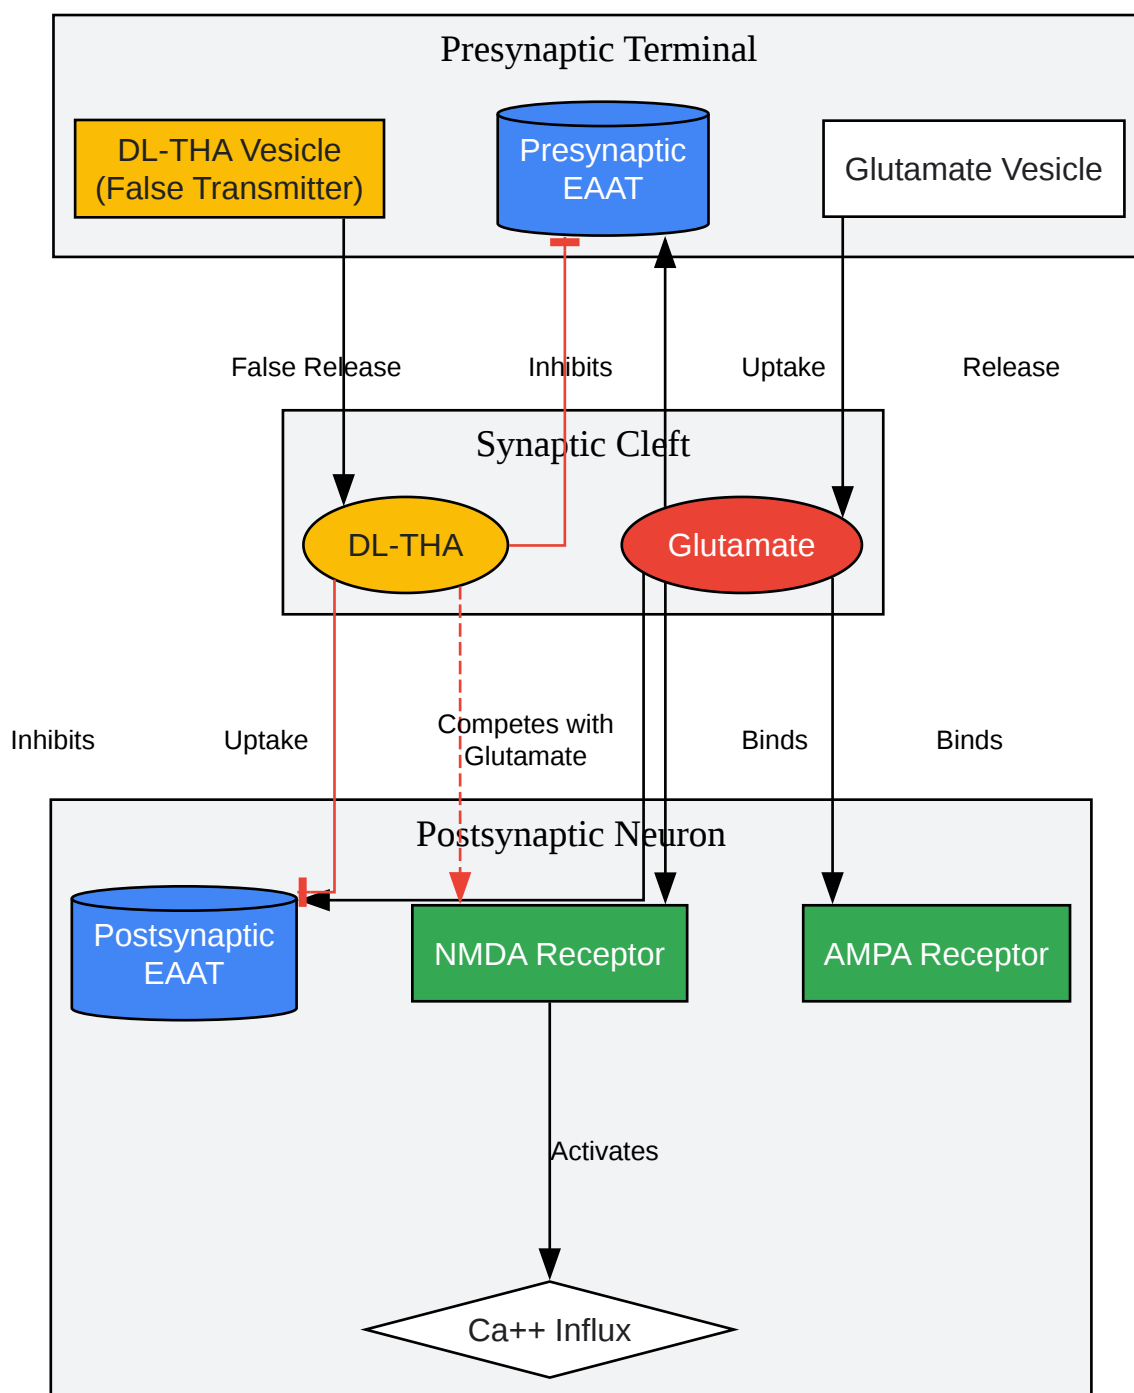 Presynaptic Terminal
DL-THA Vesicle
(False Transmitter)
Presynaptic
EAAT
Glutamate Vesicle
False Release
Inhibits
Uptake
Release
Synaptic Cleft
DL-THA
Glutamate
Inhibits
Uptake
Competes with
Glutamate
Binds
Binds
Postsynaptic Neuron
Postsynaptic
EAAT
NMDA Receptor
AMPA Receptor
Activates
Ca++ Influx